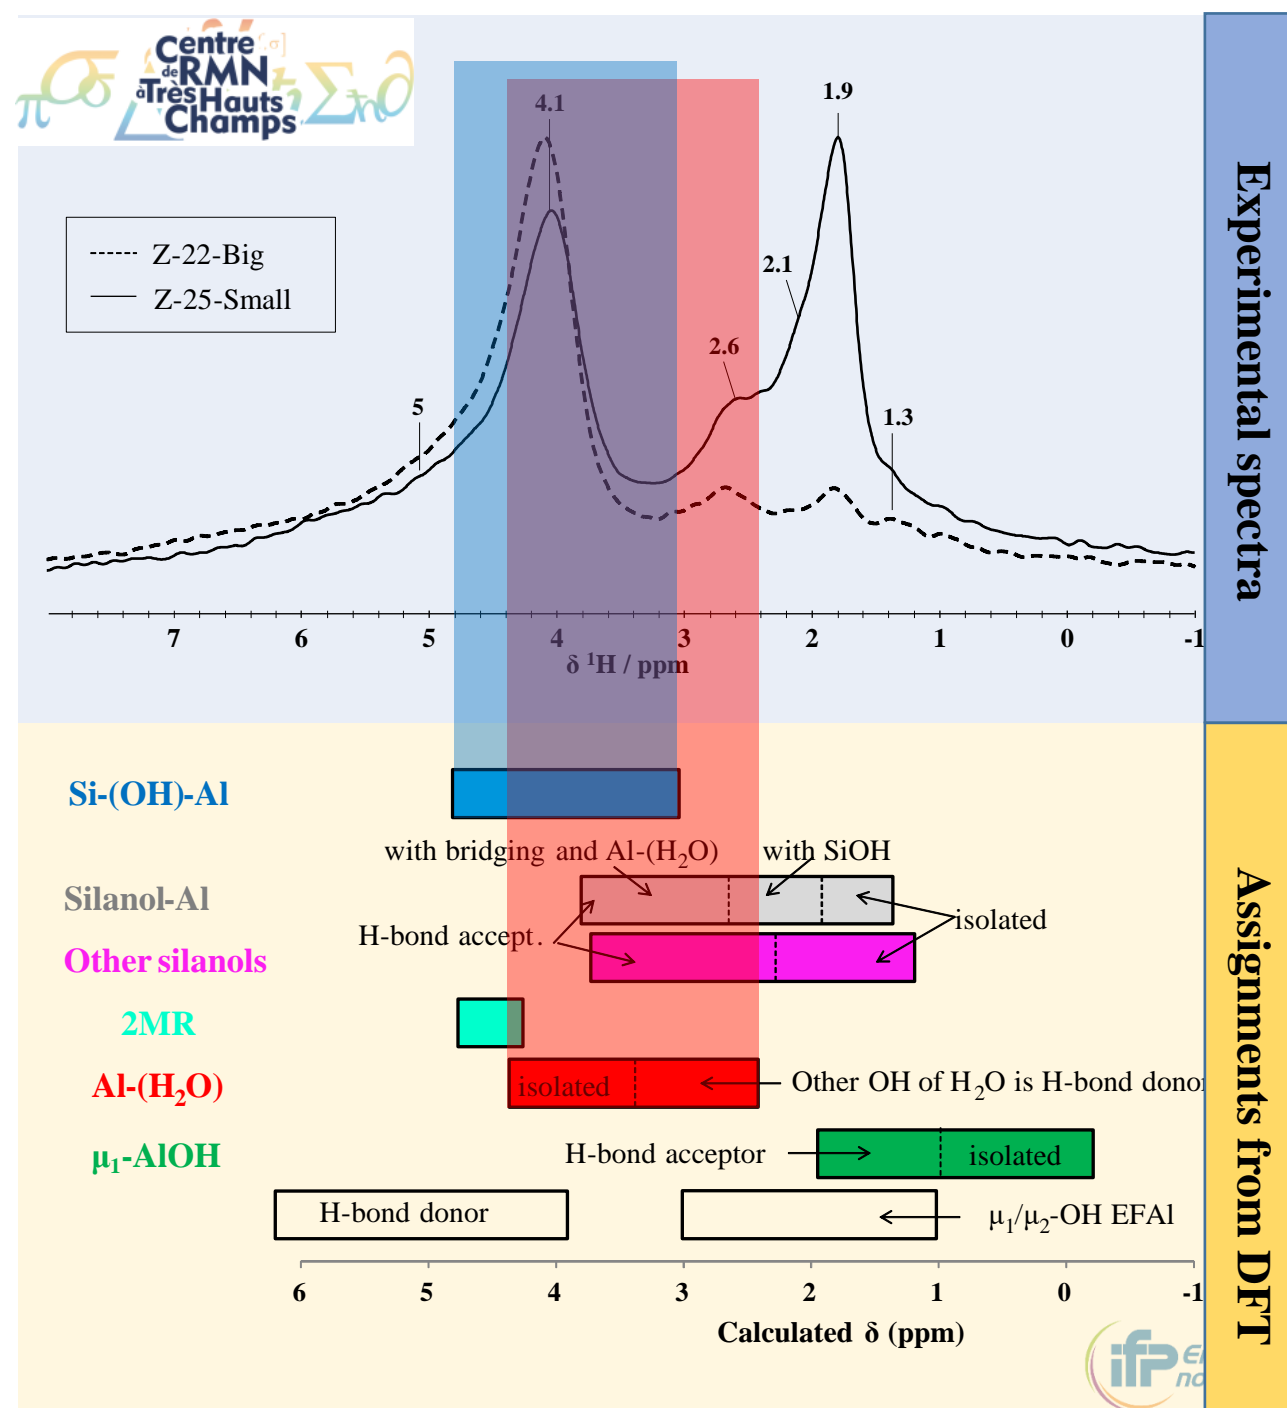 Centre
de RMN
à Très Hauts
Champs
4.1
1.9
Z-22-Big
Z-25-Small
2.1
2.6
5
1.3
7 6 5 4 3 2 1 0 -1
δ ¹H / ppm
Experimental spectra
Si-(OH)-Al
with bridging and Al-(H₂O) with SiOH
Silanol-Al
isolated
H-bond accept.
Other silanols
2MR
Al-(H₂O)
isolated
Other OH of H₂O is H-bond donor
μ₁-AlOH
H-bond acceptor
isolated
H-bond donor
μ₁/μ₂-OH EFAl
6 5 4 3 2 1 0 -1
Calculated δ (ppm)
Assignments from DFT
ifP